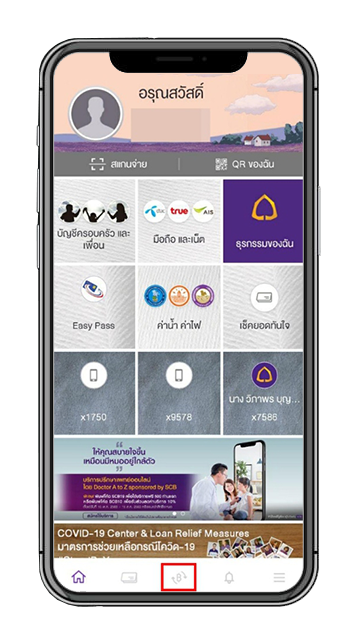 อรุณสวัสดิ์
สแกนจ่าย
QR ของฉัน
บัญชีครอบครัว และ
เพื่อน
dtac true AIS
มือถือ และเน็ต
ธุรกรรมของฉัน
Easy Pass
ค่าน้ำ ค่าไฟ
เช็คยอดทันใจ
x1750
x9578
นาง วิภาพร บุญ...
x7586
ให้คุณสบายใจขึ้น
เหมือนมีหมออยู่ใกล้ตัว
บริการปรึกษาแพทย์ออนไลน์
โดย Doctor A to Z sponsored by SCB
COVID-19 Center & Loan Relief Measures
มาตรการช่วยเหลือกรณีโควิด-19